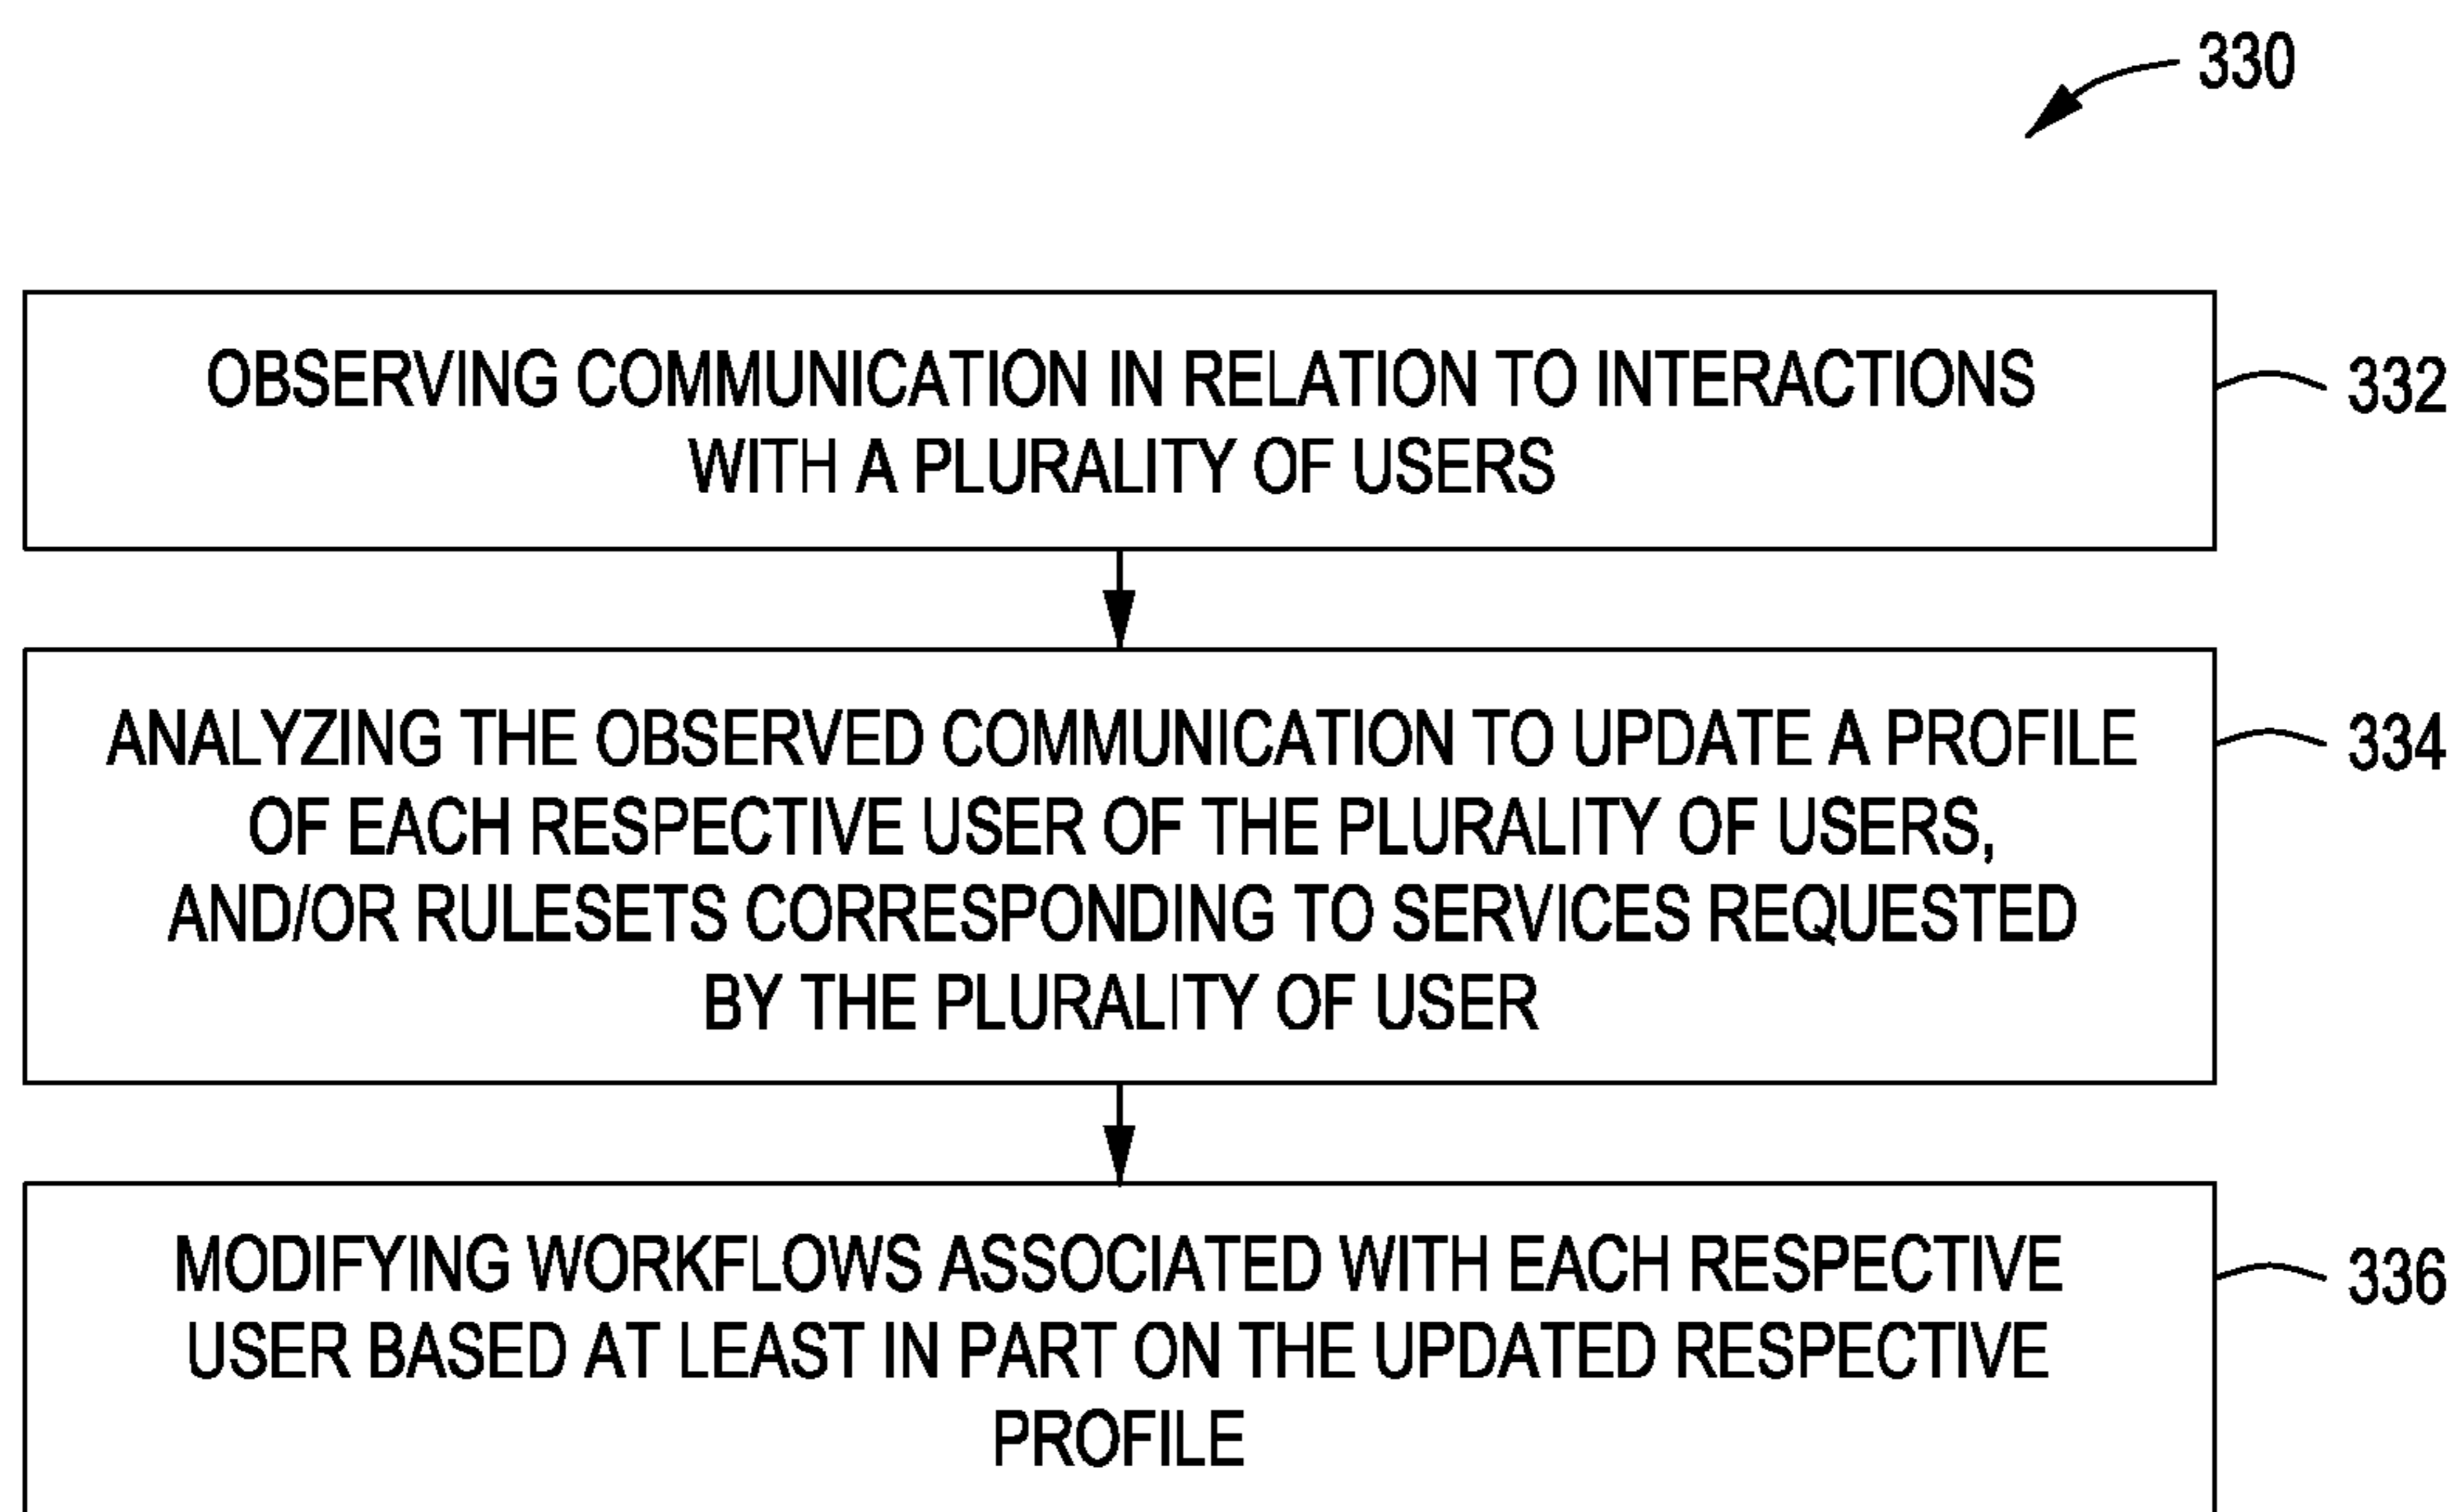 330
OBSERVING COMMUNICATION IN RELATION TO INTERACTIONS
WITH A PLURALITY OF USERS
332
ANALYZING THE OBSERVED COMMUNICATION TO UPDATE A PROFILE
OF EACH RESPECTIVE USER OF THE PLURALITY OF USERS,
AND/OR RULESETS CORRESPONDING TO SERVICES REQUESTED
BY THE PLURALITY OF USER
334
MODIFYING WORKFLOWS ASSOCIATED WITH EACH RESPECTIVE
USER BASED AT LEAST IN PART ON THE UPDATED RESPECTIVE
PROFILE
336